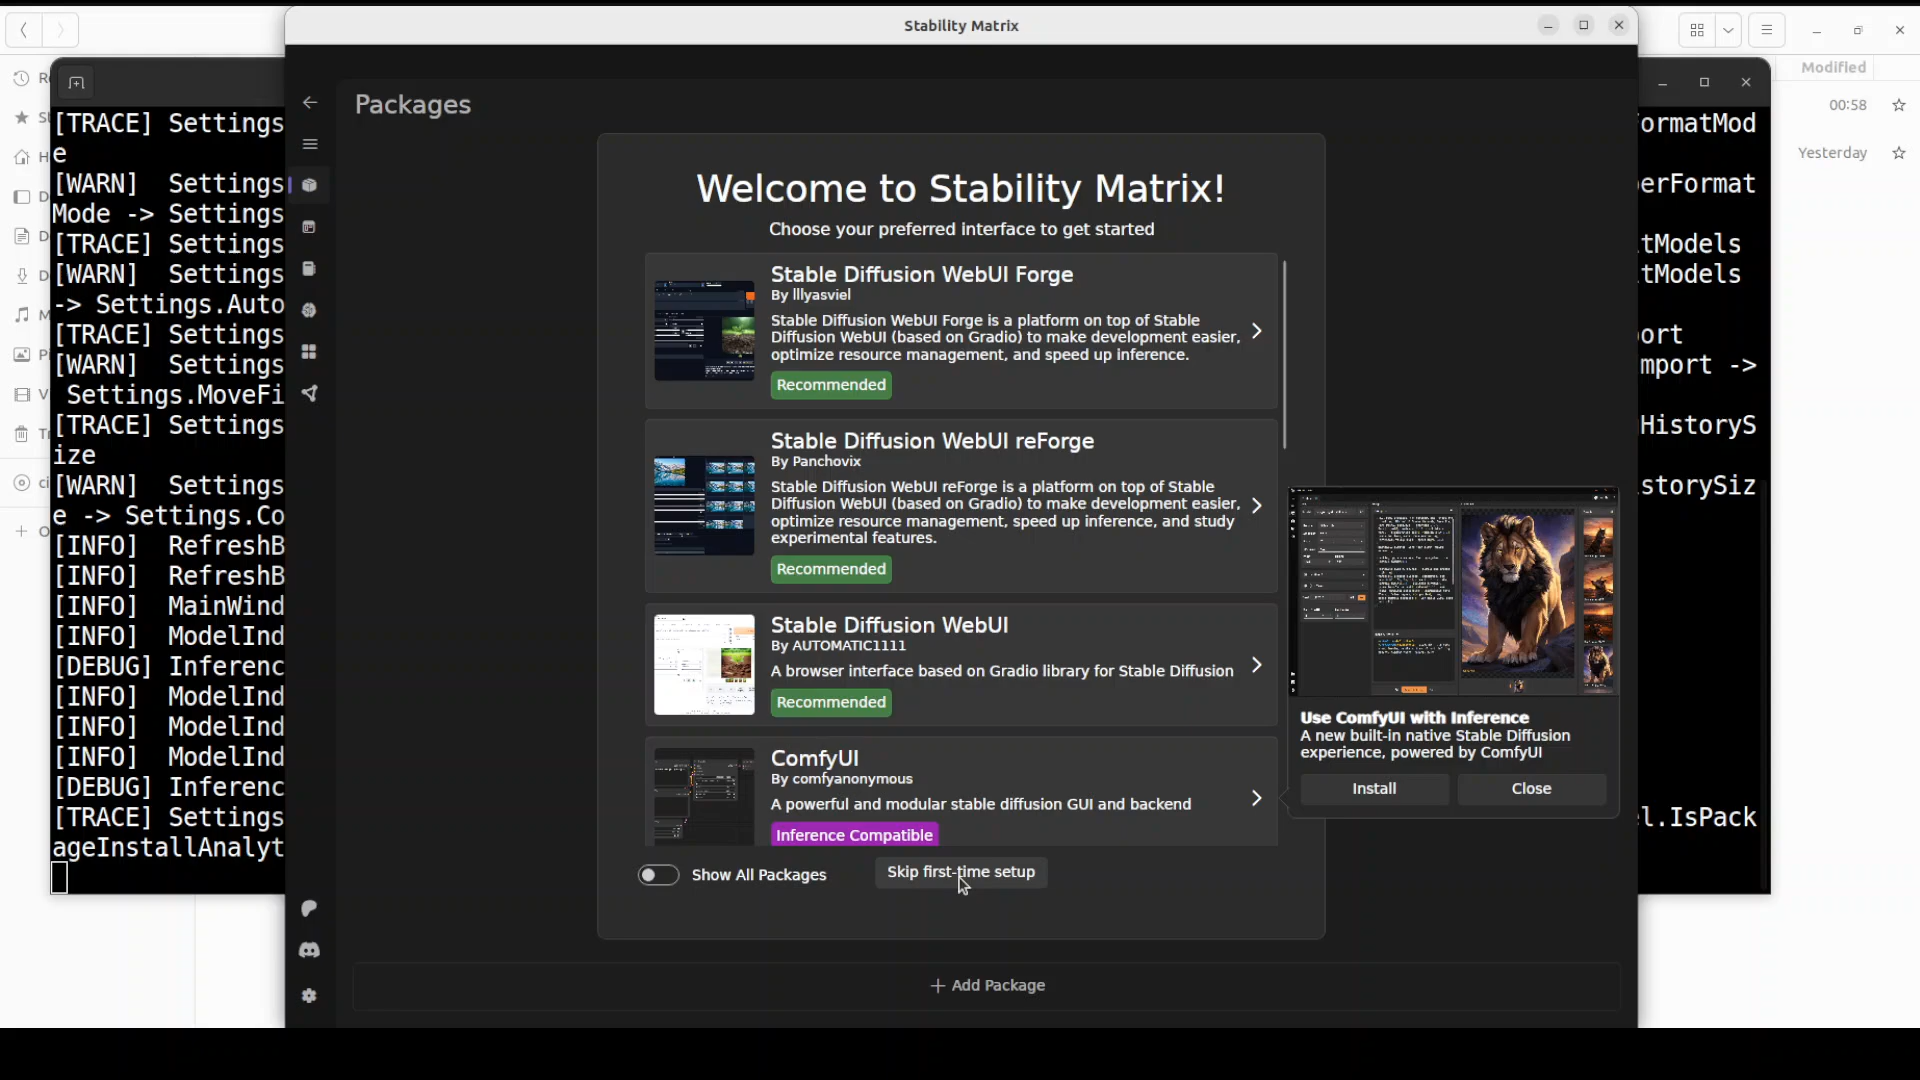 Stability Matrix
Modified
00:58
Yesterday
[TRACE] Settings
e
[WARN]  Settings
Mode -> Settings
[TRACE] Settings
[WARN]  Settings
-> Settings.Auto
[TRACE] Settings
[WARN]  Settings
 Settings.MoveFi
[TRACE] Settings
ize
[WARN]  Settings
e -> Settings.Co
[INFO]  RefreshB
[INFO]  RefreshB
[INFO]  MainWind
[INFO]  ModelInd
[DEBUG] Inferenc
[INFO]  ModelInd
[INFO]  ModelInd
[INFO]  ModelInd
[DEBUG] Inferenc
[TRACE] Settings
ageInstallAnalyt
Packages
Welcome to Stability Matrix!
Choose your preferred interface to get started
Stable Diffusion WebUI Forge
By lllyasviel
Stable Diffusion WebUI Forge is a platform on top of Stable
Diffusion WebUI (based on Gradio) to make development easier,
optimize resource management, and speed up inference.
Recommended
Stable Diffusion WebUI reForge
By Panchovix
Stable Diffusion WebUI reForge is a platform on top of Stable
Diffusion WebUI (based on Gradio) to make development easier,
optimize resource management, speed up inference, and study
experimental features.
Recommended
Stable Diffusion WebUI
By AUTOMATIC1111
A browser interface based on Gradio library for Stable Diffusion
Recommended
ComfyUI
By comfyanonymous
A powerful and modular stable diffusion GUI and backend
Inference Compatible
Show All Packages
Skip first-time setup
+ Add Package
Use ComfyUI with Inference
A new built-in native Stable Diffusion
experience, powered by ComfyUI
Install
Close
ormatMod
erFormat
tModels
tModels
ort
mport ->
HistoryS
storySiz
l.IsPack